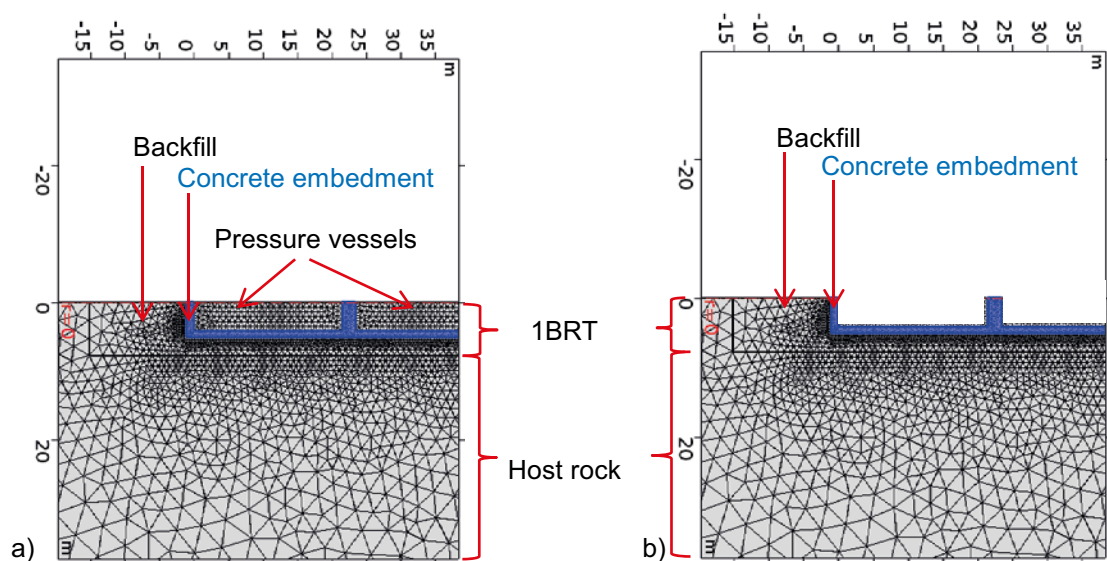 -15 -10 -5 0 5 10 15 20 25 30 35
m
-20
0
20
m
r=0
Backfill
Concrete embedment
Pressure vessels
a)
1BRT
Host rock
-15 -10 -5 0 5 10 15 20 25 30 35
m
-20
0
20
m
r=0
Backfill
Concrete embedment
b)